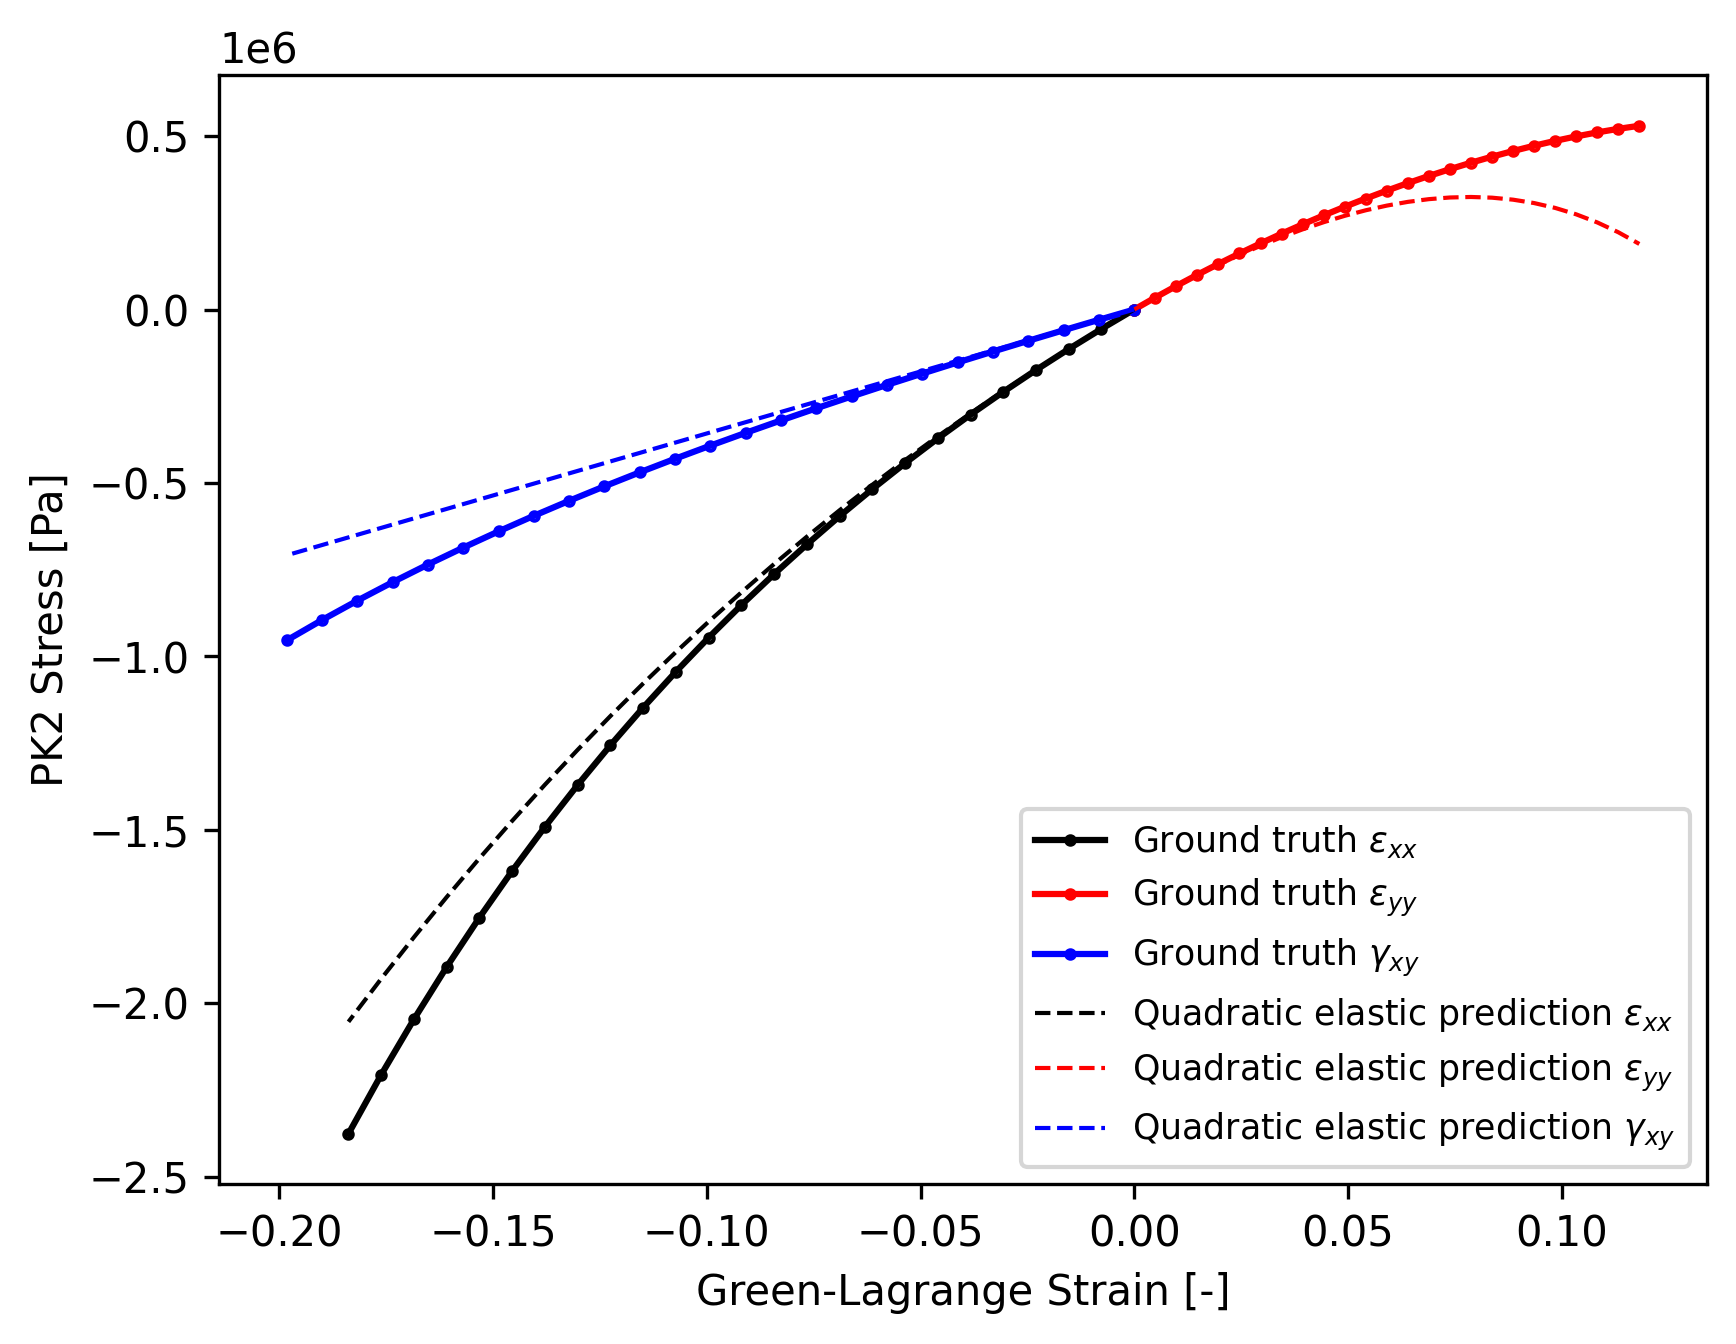 1e6
0.5
0.0
−0.5
−1.0
−1.5
−2.0
−2.5
PK2 Stress [Pa]
Ground truth εxx
Ground truth εyy
Ground truth γxy
Quadratic elastic prediction εxx
Quadratic elastic prediction εyy
Quadratic elastic prediction γxy
−0.20 −0.15 −0.10 −0.05 0.00 0.05 0.10
Green-Lagrange Strain [-]